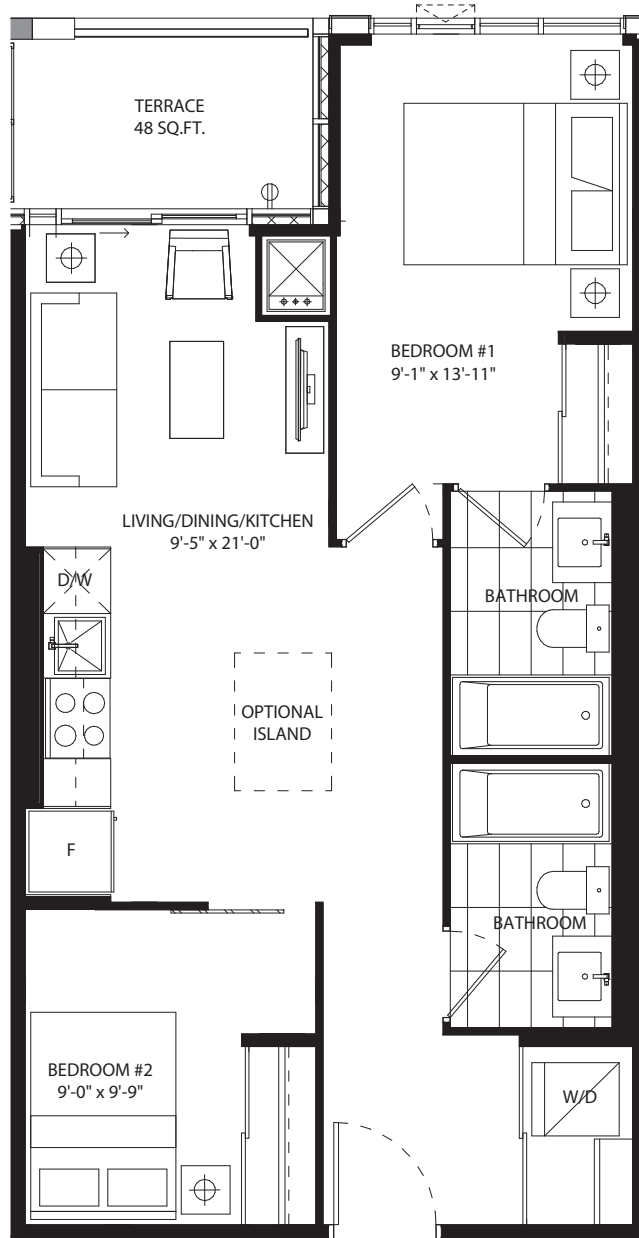 TERRACE
48 SQ.FT.
BEDROOM #1
9'-1" x 13'-11"
LIVING/DINING/KITCHEN
9'-5" x 21'-0"
D/W
BATHROOM
OPTIONAL
ISLAND
F
BATHROOM
BEDROOM #2
9'-0" x 9'-9"
W/D